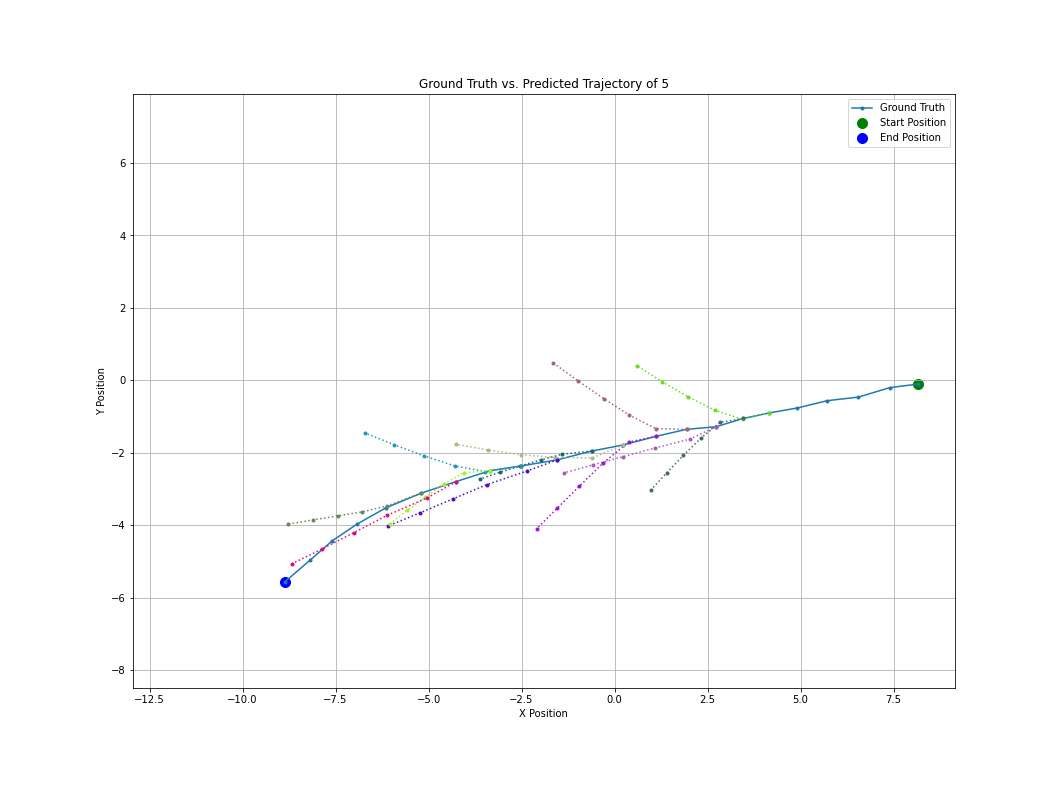 Ground Truth vs. Predicted Trajectory of 5
Ground Truth
Start Position
End Position
6
4
2
0
−2
−4
−6
−8
Y Position
−12.5
−10.0
−7.5
−5.0
−2.5
0.0
2.5
5.0
7.5
X Position